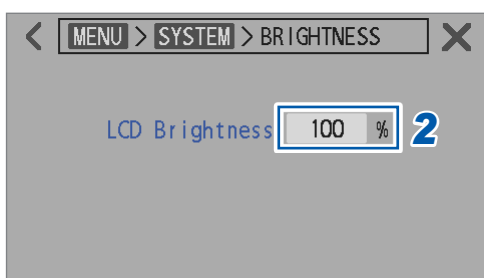 MENU > SYSTEM > BRIGHTNESS
LCD Brightness 100 % 2